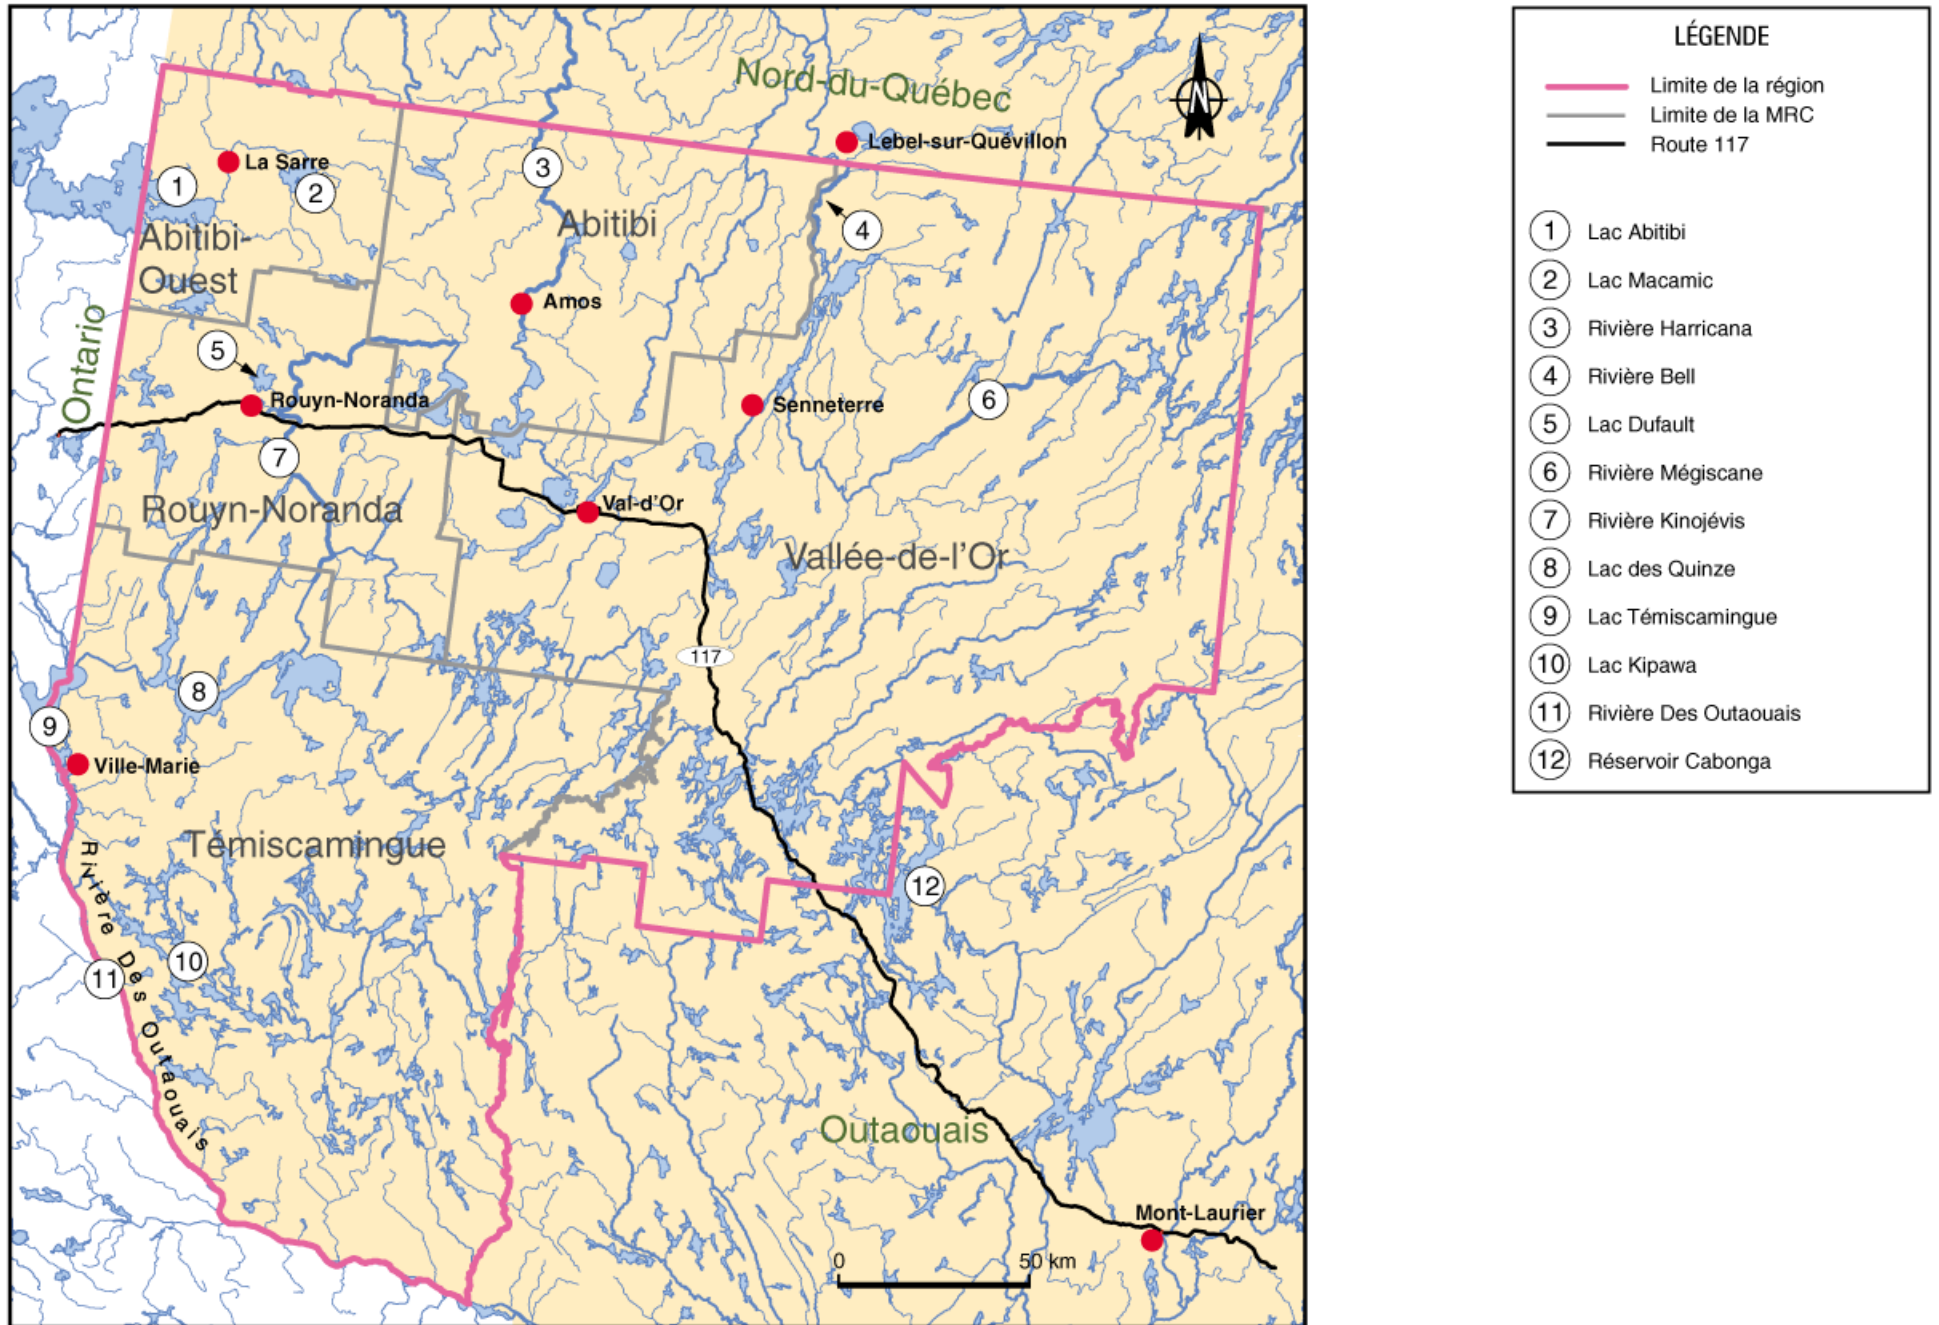 Nord-du-Québec
N
Lebel-sur-Quévillon
La Sarre
1
2
3
4
Abitibi-
Ouest
Abitibi
Amos
Ontario
5
Rouyn-Noranda
Senneterre
6
7
Rouyn-Noranda
Val-d'Or
Vallée-de-l'Or
117
8
9
Ville-Marie
Témiscamingue
Rivière Des Outaouais
10
11
12
Outaouais
Mont-Laurier
0 50 km
LÉGENDE
Limite de la région
Limite de la MRC
Route 117
1 Lac Abitibi
2 Lac Macamic
3 Rivière Harricana
4 Rivière Bell
5 Lac Dufault
6 Rivière Mégiscane
7 Rivière Kinojévis
8 Lac des Quinze
9 Lac Témiscamingue
10 Lac Kipawa
11 Rivière Des Outaouais
12 Réservoir Cabonga